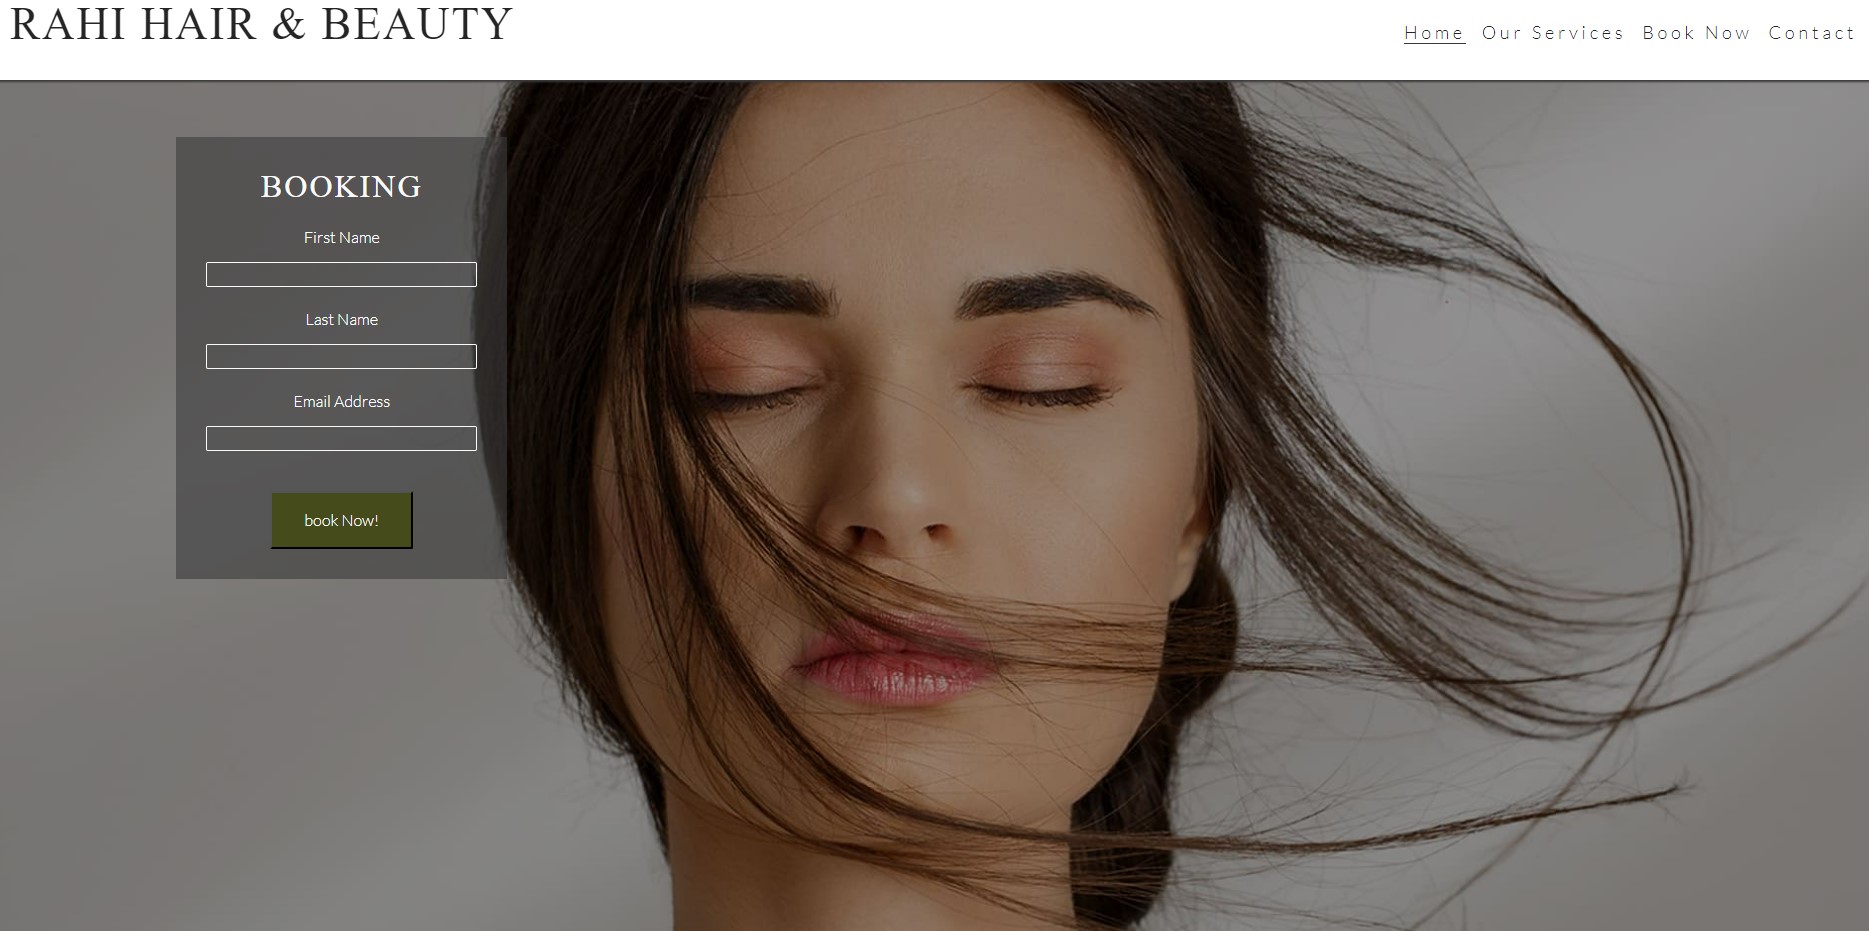 RAHI HAIR & BEAUTY
Home Our Services Book Now Contact
BOOKING
First Name
Last Name
Email Address
book Now!